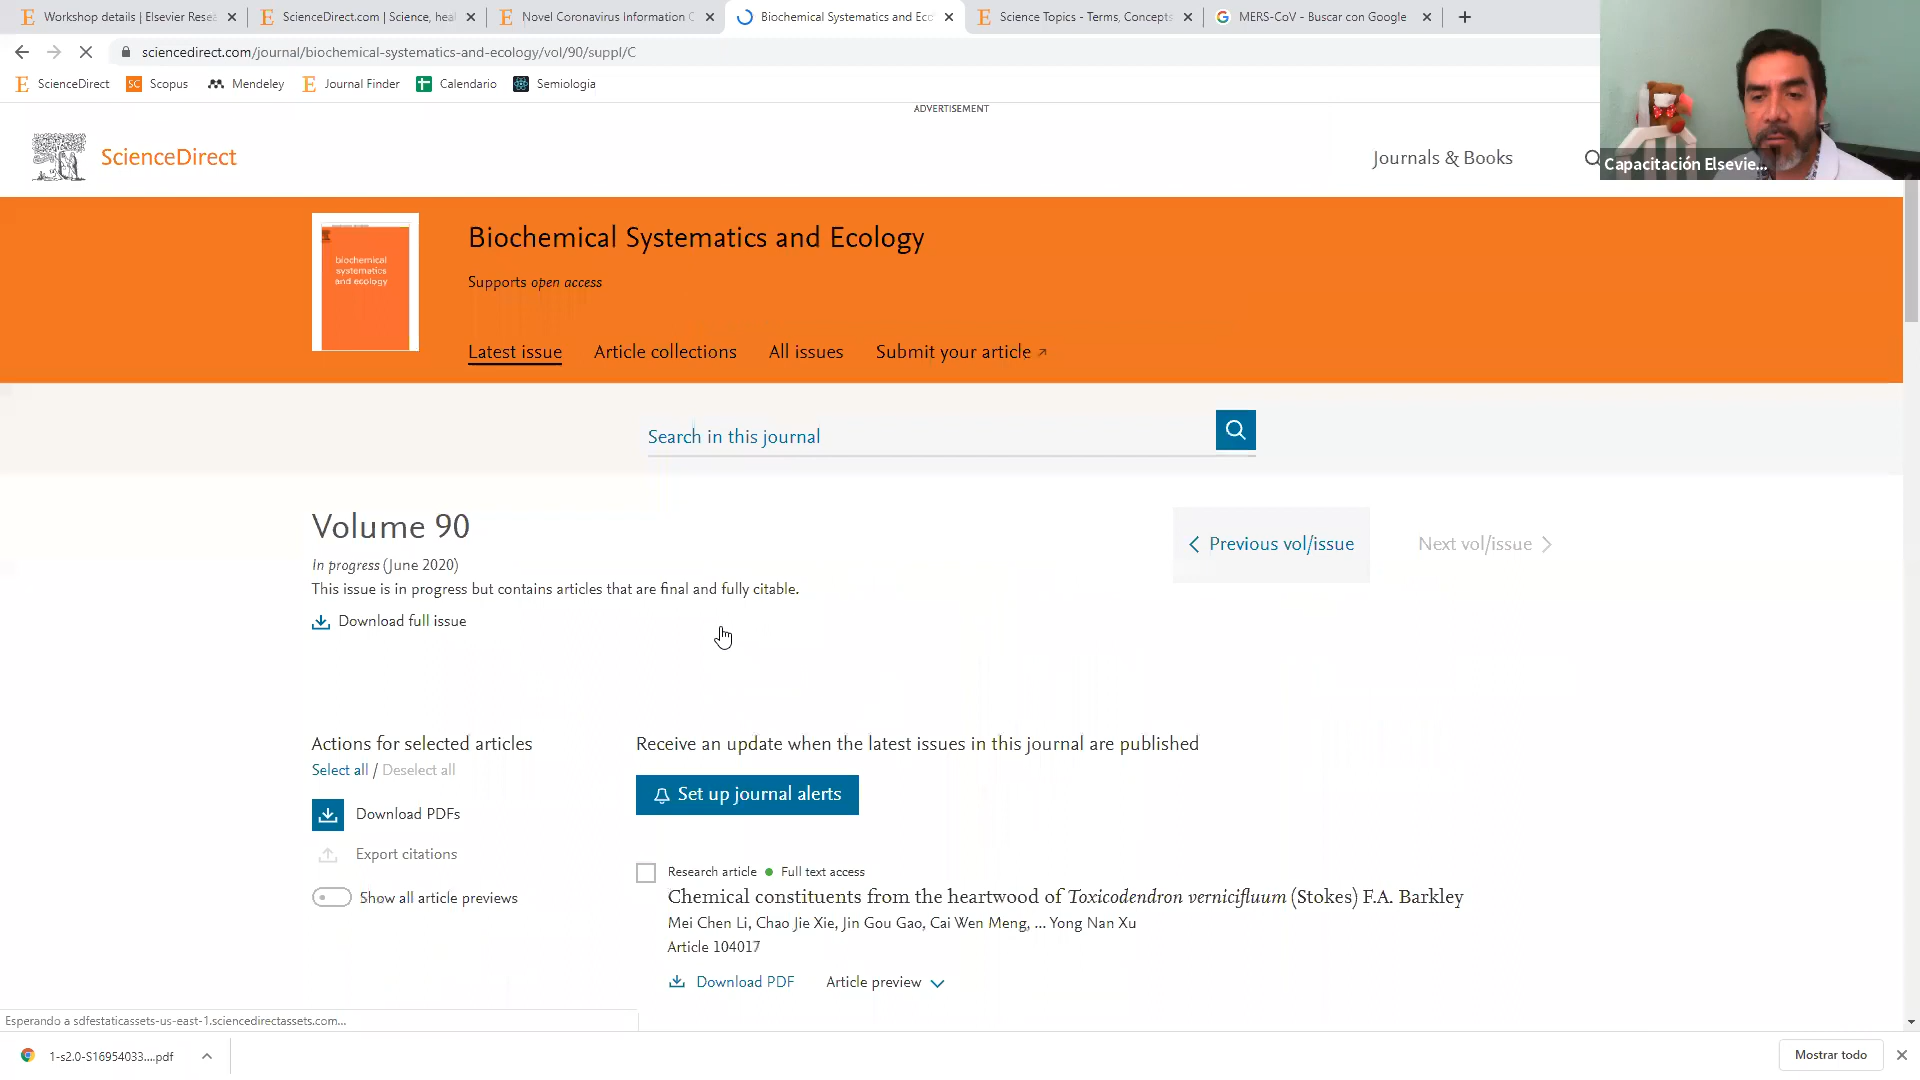 Workshop details | Elsevier Resea
ScienceDirect.com | Science, heal
Novel Coronavirus Information C
Biochemical Systematics and Eco
Science Topics - Terms, Concepts
MERS-CoV - Buscar con Google
sciencedirect.com/journal/biochemical-systematics-and-ecology/vol/90/suppl/C
ScienceDirect
Scopus
Mendeley
Journal Finder
Calendario
Semiologia
ADVERTISEMENT
ScienceDirect
Journals & Books
Capacitación Elsevie...
biochemical
systematics
and ecology
Biochemical Systematics and Ecology
Supports open access
Latest issue
Article collections
All issues
Submit your article
Search in this journal
Volume 90
In progress (June 2020)
This issue is in progress but contains articles that are final and fully citable.
Download full issue
Previous vol/issue
Next vol/issue
Actions for selected articles
Select all / Deselect all
Download PDFs
Export citations
Show all article previews
Receive an update when the latest issues in this journal are published
Set up journal alerts
Research article ● Full text access
Chemical constituents from the heartwood of Toxicodendron vernicifluum (Stokes) F.A. Barkley
Mei Chen Li, Chao Jie Xie, Jin Gou Gao, Cai Wen Meng, ... Yong Nan Xu
Article 104017
Download PDF
Article preview
Esperando a sdfestaticassets-us-east-1.sciencedirectassets.com...
1-s2.0-S16954033....pdf
Mostrar todo